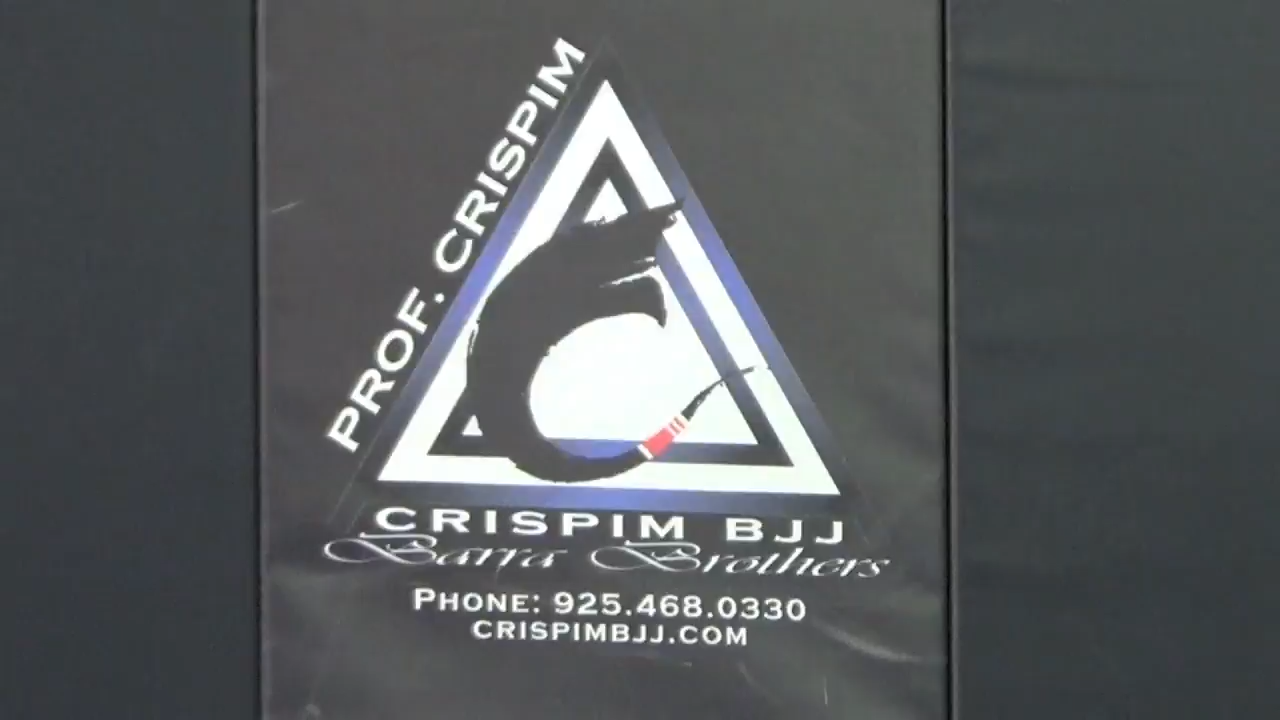 PROF. CRISPIM
CRISPIM BJJ
Barra Brothers
PHONE: 925.468.0330
CRISPIMBJJ.COM